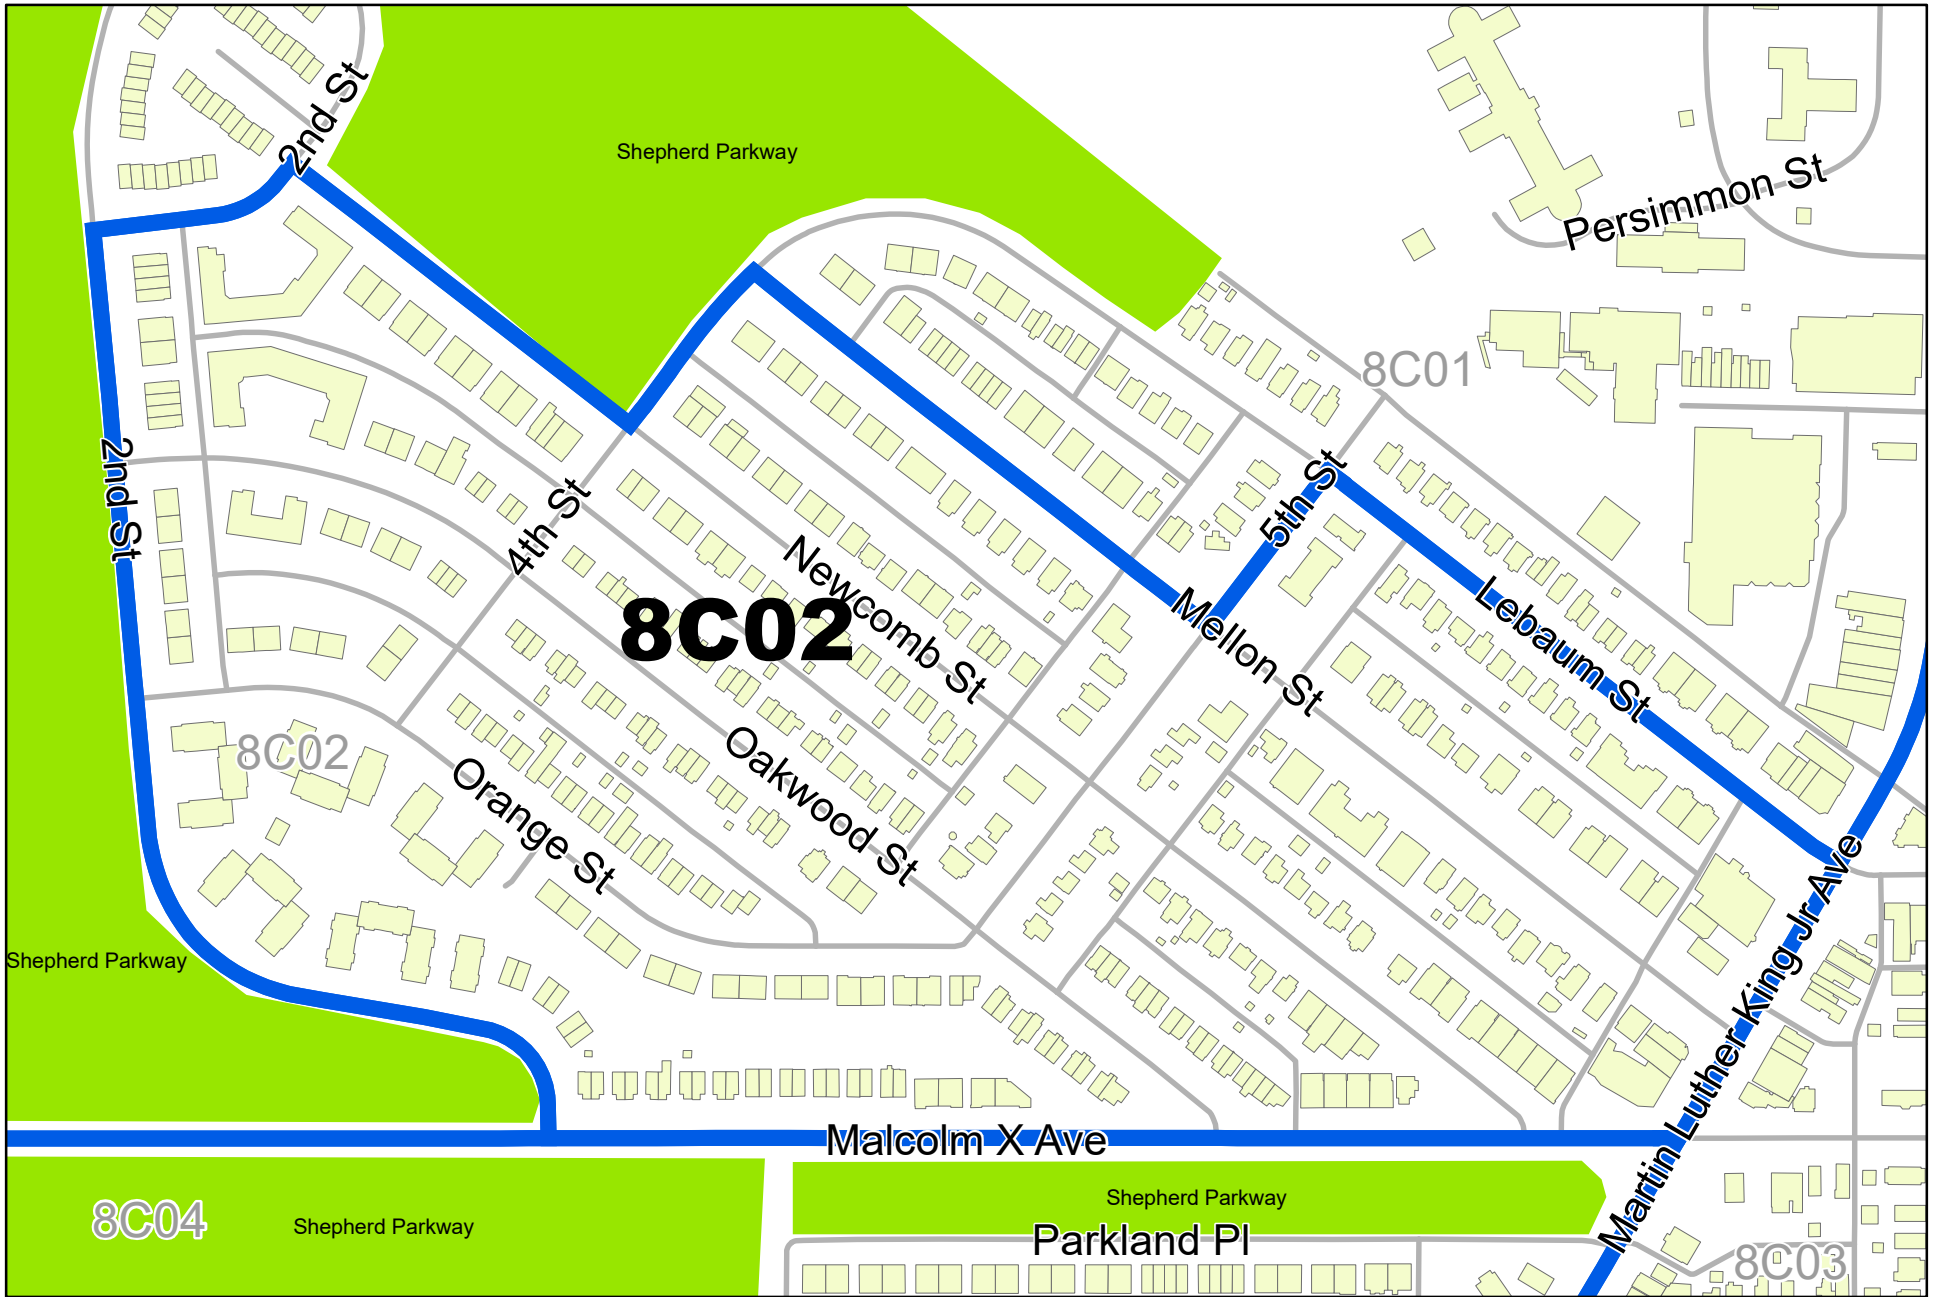 2nd St
Shepherd Parkway
Persimmon St
8C01
2nd St
4th St
5th St
Newcomb St
8C02
Mellon St
Lebaum St
8C02
Orange St
Oakwood St
Shepherd Parkway
Martin Luther King Jr Ave
Malcolm X Ave
Shepherd Parkway
8C04
Shepherd Parkway
Parkland Pl
8C03